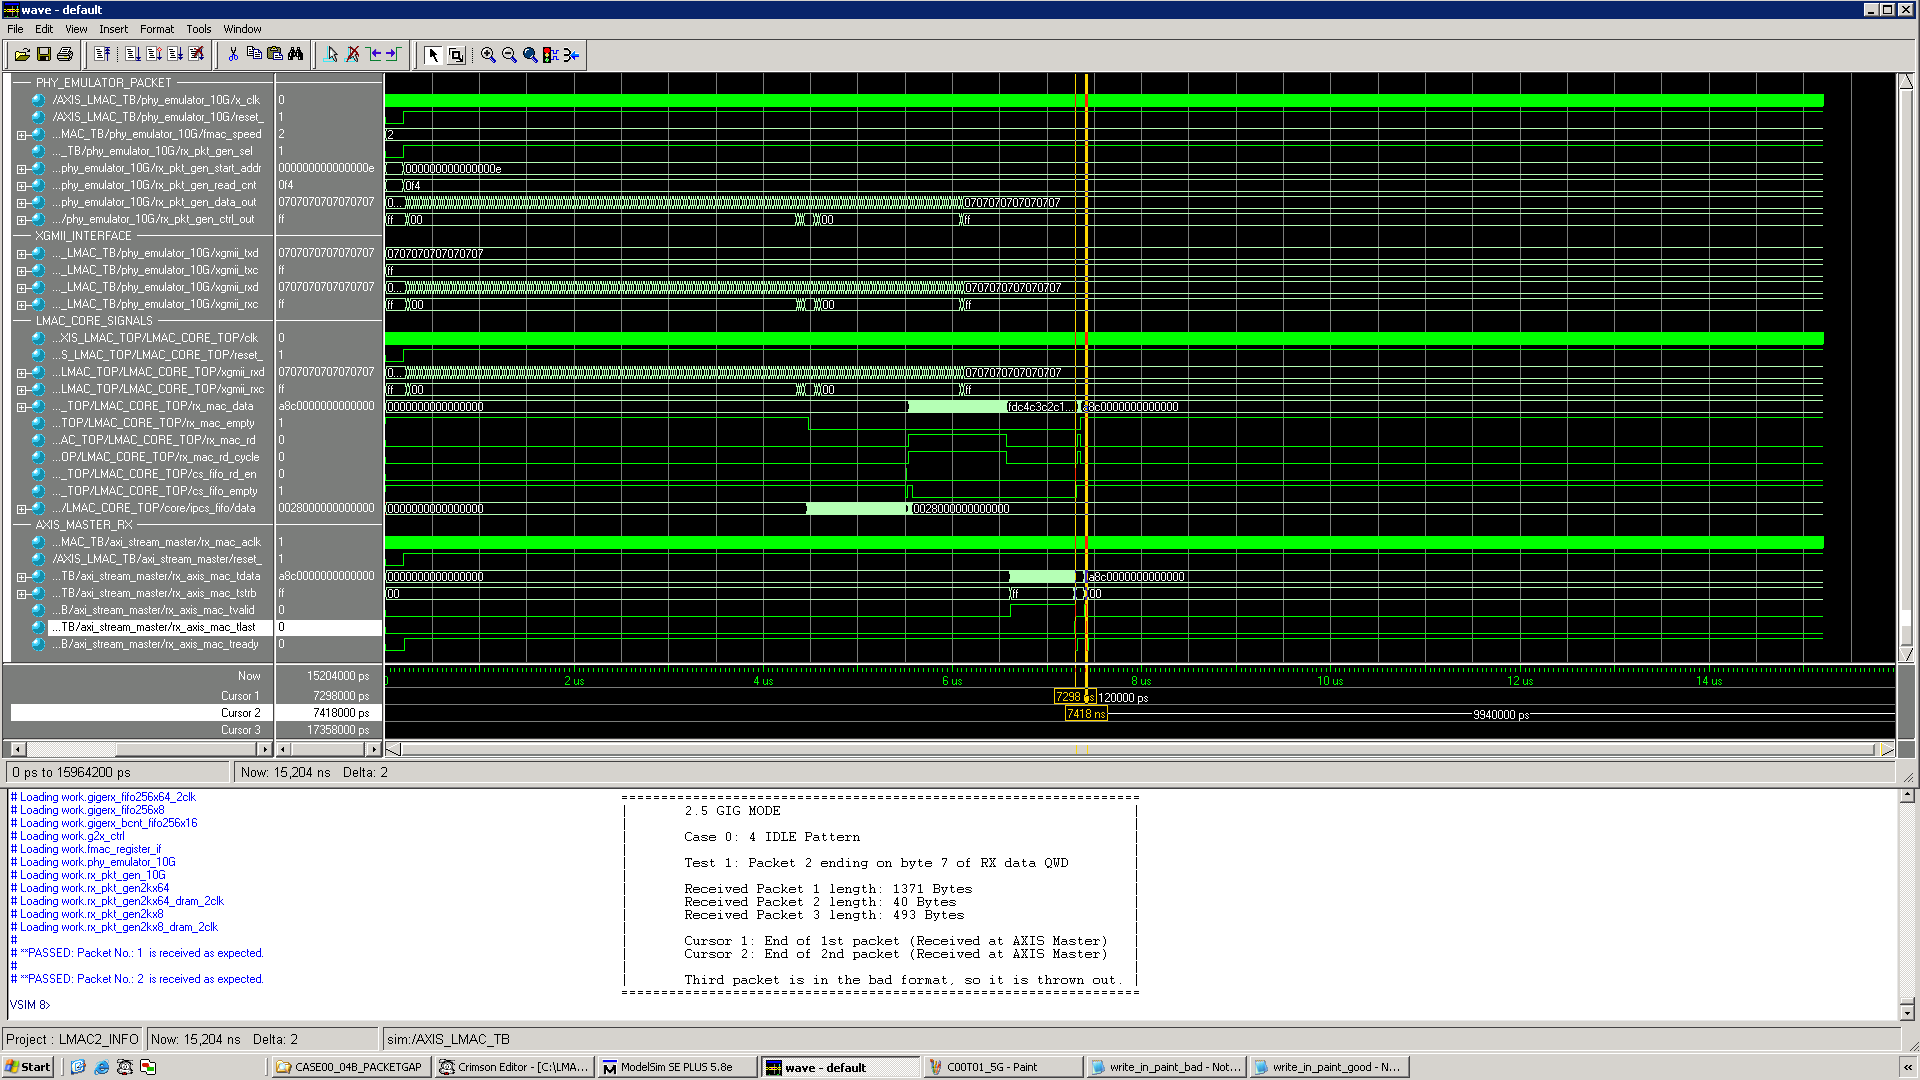 wave - default
File Edit View Insert Format Tools Window
PHY_EMULATOR_PACKET
/AXIS_LMAC_TB/phy_emulator_10G/x_clk 0
/AXIS_LMAC_TB/phy_emulator_10G/reset_ 1
...MAC_TB/phy_emulator_10G/fmac_speed 2 2
..._TB/phy_emulator_10G/rx_pkt_gen_sel 1
...phy_emulator_10G/rx_pkt_gen_start_addr 000000000000000e 000000000000000e
...phy_emulator_10G/rx_pkt_gen_read_cnt 0f4 0f4
...phy_emulator_10G/rx_pkt_gen_data_out 0707070707070707 0... 0707070707070707
.../phy_emulator_10G/rx_pkt_gen_ctrl_out ff ff 00 00 ff
XGMII_INTERFACE
..._LMAC_TB/phy_emulator_10G/xgmii_txd 0707070707070707 0707070707070707
..._LMAC_TB/phy_emulator_10G/xgmii_txc ff ff
..._LMAC_TB/phy_emulator_10G/xgmii_rxd 0707070707070707 0... 0707070707070707
..._LMAC_TB/phy_emulator_10G/xgmii_rxc ff ff 00 00 ff
LMAC_CORE_SIGNALS
...XIS_LMAC_TOP/LMAC_CORE_TOP/clk 0
...S_LMAC_TOP/LMAC_CORE_TOP/reset_ 1
...LMAC_TOP/LMAC_CORE_TOP/xgmii_rxd 0707070707070707 0... 0707070707070707
...LMAC_TOP/LMAC_CORE_TOP/xgmii_rxc ff ff 00 00 ff
..._TOP/LMAC_CORE_TOP/rx_mac_data a8c0000000000000 0000000000000000 fdc4c3c2c1... a8c0000000000000
...TOP/LMAC_CORE_TOP/rx_mac_empty 1
...AC_TOP/LMAC_CORE_TOP/rx_mac_rd 0
...OP/LMAC_CORE_TOP/rx_mac_rd_cycle 0
..._TOP/LMAC_CORE_TOP/cs_fifo_rd_en 0
..._TOP/LMAC_CORE_TOP/cs_fifo_empty 1
.../LMAC_CORE_TOP/core/ipcs_fifo/data 0028000000000000 0000000000000000 0028000000000000
AXIS_MASTER_RX
...MAC_TB/axi_stream_master/rx_mac_aclk 1
/AXIS_LMAC_TB/axi_stream_master/reset_ 1
...TB/axi_stream_master/rx_axis_mac_tdata a8c0000000000000 0000000000000000 a8c0000000000000
...TB/axi_stream_master/rx_axis_mac_tstrb ff 00 ff 00
...B/axi_stream_master/rx_axis_mac_tvalid 0
...TB/axi_stream_master/rx_axis_mac_tlast 0
...B/axi_stream_master/rx_axis_mac_tready 0
Now 15204000 ps 2 us 4 us 6 us 8 us 10 us 12 us 14 us
Cursor 1 7298000 ps 7298 120000 ps
Cursor 2 7418000 ps 7418 ns 9940000 ps
Cursor 3 17358000 ps
0 ps to 15964200 ps Now: 15,204 ns Delta: 2
# Loading work.gigerx_fifo256x64_2clk
# Loading work.gigerx_fifo256x8
# Loading work.gigerx_bcnt_fifo256x16
# Loading work.g2x_ctrl
# Loading work.fmac_register_if
# Loading work.phy_emulator_10G
# Loading work.rx_pkt_gen_10G
# Loading work.rx_pkt_gen2kx64
# Loading work.rx_pkt_gen2kx64_dram_2clk
# Loading work.rx_pkt_gen2kx8
# Loading work.rx_pkt_gen2kx8_dram_2clk
#
# **PASSED: Packet No.: 1 is received as expected.
#
# **PASSED: Packet No.: 2 is received as expected.
VSIM 8>
2.5 GIG MODE
Case 0: 4 IDLE Pattern
Test 1: Packet 2 ending on byte 7 of RX data QWD
Received Packet 1 length: 1371 Bytes
Received Packet 2 length: 40 Bytes
Received Packet 3 length: 493 Bytes
Cursor 1: End of 1st packet (Received at AXIS Master)
Cursor 2: End of 2nd packet (Received at AXIS Master)
Third packet is in the bad format, so it is thrown out.
Project : LMAC2_INFO Now: 15,204 ns Delta: 2 sim:/AXIS_LMAC_TB
Start CASE00_04B_PACKETGAP Crimson Editor - [C:\LMA... ModelSim SE PLUS 5.8e wave - default C00T01_5G - Paint write_in_paint_bad - Not... write_in_paint_good - N...